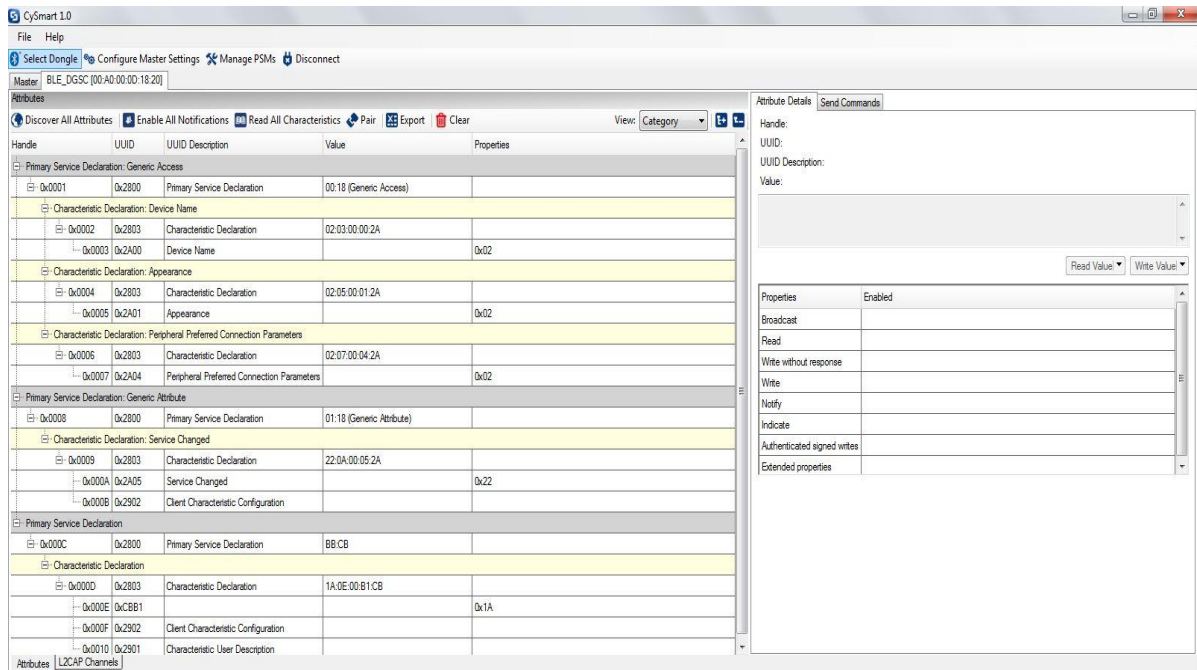 CySmart 1.0
File Help
Select Dongle Configure Master Settings Manage PSMs Disconnect
Master BLE_DGSC [00:A0:00:0D:18:20]
Attributes
Discover All Attributes Enable All Notifications Read All Characteristics Pair Export Clear View: Category
Handle UUID UUID Description Value Properties
Primary Service Declaration: Generic Access
0x0001 0x2800 Primary Service Declaration 00:18 (Generic Access)
Characteristic Declaration: Device Name
0x0002 0x2803 Characteristic Declaration 02:03:00:00:2A
0x0003 0x2A00 Device Name 0x02
Characteristic Declaration: Appearance
0x0004 0x2803 Characteristic Declaration 02:05:00:01:2A
0x0005 0x2A01 Appearance 0x02
Characteristic Declaration: Peripheral Preferred Connection Parameters
0x0006 0x2803 Characteristic Declaration 02:07:00:04:2A
0x0007 0x2A04 Peripheral Preferred Connection Parameters 0x02
Primary Service Declaration: Generic Attribute
0x0008 0x2800 Primary Service Declaration 01:18 (Generic Attribute)
Characteristic Declaration: Service Changed
0x0009 0x2803 Characteristic Declaration 22:0A:00:05:2A
0x000A 0x2A05 Service Changed 0x22
0x000B 0x2902 Client Characteristic Configuration
Primary Service Declaration
0x000C 0x2800 Primary Service Declaration BB:CB
Characteristic Declaration
0x000D 0x2803 Characteristic Declaration 1A:0E:00:B1:CB
0x000E 0xCBB1 0x1A
0x000F 0x2902 Client Characteristic Configuration
0x0010 0x2901 Characteristic User Description
Attributes L2CAP Channels
Attribute Details Send Commands
Handle:
UUID:
UUID Description:
Value:
Read Value Write Value
Properties Enabled
Broadcast
Read
Write without response
Write
Notify
Indicate
Authenticated signed writes
Extended properties